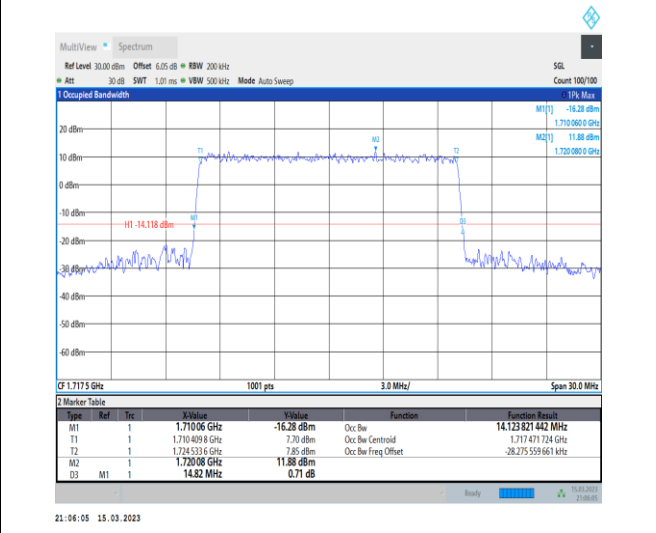 MultiView Spectrum
Ref Level 30.00 dBm Offset 6.05 dB RBW 200 kHz SGL
Att 30 dB SWT 1.01 ms VBW 500 kHz Mode Auto Sweep Count 100/100
1 Occupied Bandwidth 1Pk Max
M1[1] -16.28 dBm
1.710 060 0 GHz
M2[1] 11.88 dBm
1.720 080 0 GHz
20 dBm
M2
T1 T2
10 dBm
0 dBm
-10 dBm
M1 D3
H1 -14.118 dBm
-20 dBm
-30 dBm
-40 dBm
-50 dBm
-60 dBm
CF 1.717 5 GHz 1001 pts 3.0 MHz/ Span 30.0 MHz
2 Marker Table
Type Ref Trc X-Value Y-Value Function Function Result
M1 1 1.710 06 GHz -16.28 dBm Occ Bw 14.123 821 442 MHz
T1 1 1.710 409 8 GHz 7.70 dBm Occ Bw Centroid 1.717 471 724 GHz
T2 1 1.724 533 6 GHz 7.85 dBm Occ Bw Freq Offset -28.275 559 661 kHz
M2 1 1.720 08 GHz 11.88 dBm
D3 M1 1 14.82 MHz 0.71 dB
Ready 15.03.2023
21:06:05
21:06:05 15.03.2023